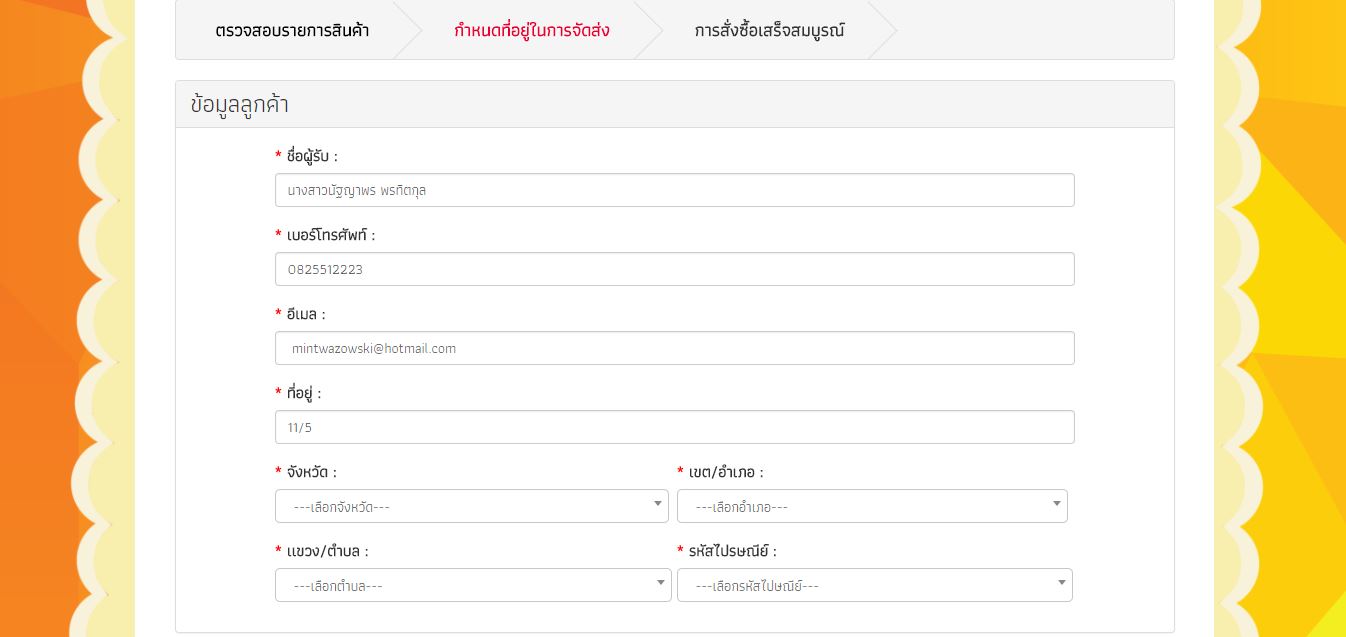 ตรวจสอบรายการสินค้า กำหนดที่อยู่ในการจัดส่ง การสั่งซื้อเสร็จสมบูรณ์
ข้อมูลลูกค้า
* ชื่อผู้รับ :
นางสาวนัฐญาพร พรทิตกุล
* เบอร์โทรศัพท์ :
0825512223
* อีเมล :
mintwazowski@hotmail.com
* ที่อยู่ :
11/5
* จังหวัด : * เขต/อำเภอ :
---เลือกจังหวัด--- ---เลือกอำเภอ---
* แขวง/ตำบล : * รหัสไปรษณีย์ :
---เลือกตำบล--- ---เลือกรหัสไปษณีย์---